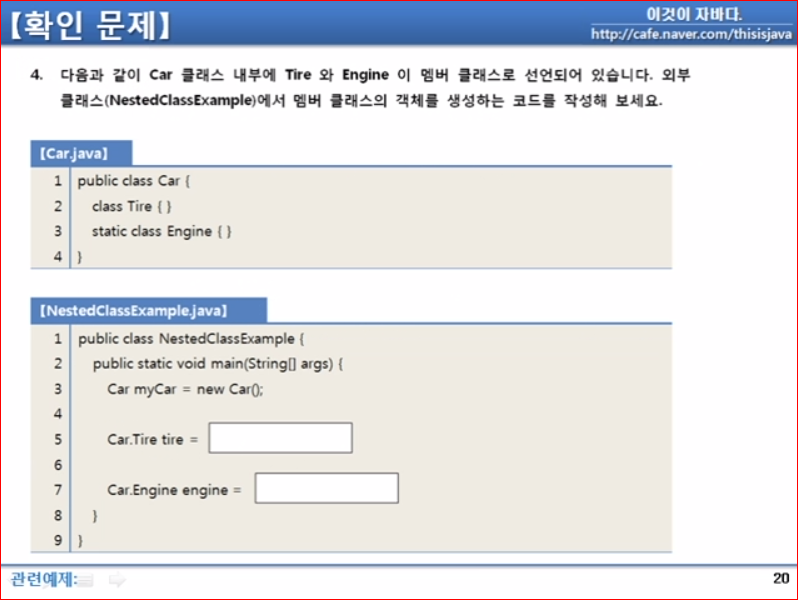 【확인 문제】
이것이 자바다.
http://cafe.naver.com/thisisjava
4. 다음과 같이 Car 클래스 내부에 Tire 와 Engine 이 멤버 클래스로 선언되어 있습니다. 외부
클래스(NestedClassExample)에서 멤버 클래스의 객체를 생성하는 코드를 작성해 보세요.
【Car.java】
1 public class Car {
2 class Tire { }
3 static class Engine { }
4 }
【NestedClassExample.java】
1 public class NestedClassExample {
2 public static void main(String[] args) {
3 Car myCar = new Car();
4
5 Car.Tire tire =
6
7 Car.Engine engine =
8 }
9 }
관련예제:
20